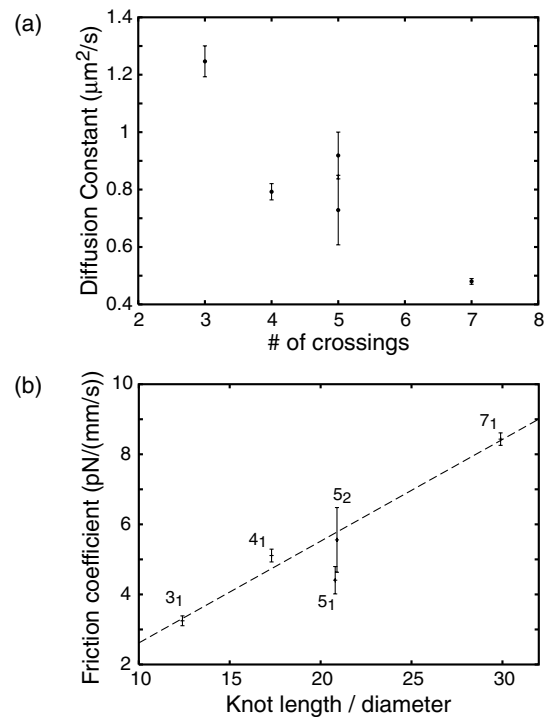 (a)
Diffusion Constant (μm²/s)
1.4
1.2
1
0.8
0.6
0.4
2 3 4 5 6 7 8
# of crossings
(b)
Friction coefficient (pN/(mm/s))
10
8
6
4
2
7₁
5₂
4₁
5₁
3₁
10 15 20 25 30
Knot length / diameter